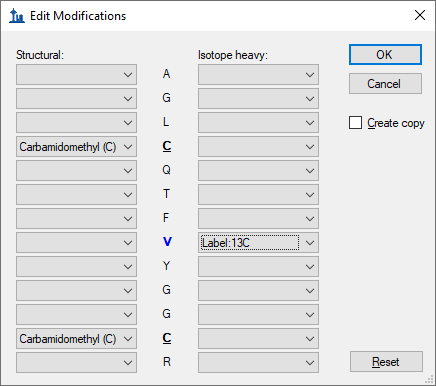 Edit Modifications
Structural: Isotope heavy:
OK
A
Cancel
G
L
Create copy
Carbamidomethyl (C) C
Q
T
F
V Label:13C
Y
G
G
Carbamidomethyl (C) C
R
Reset